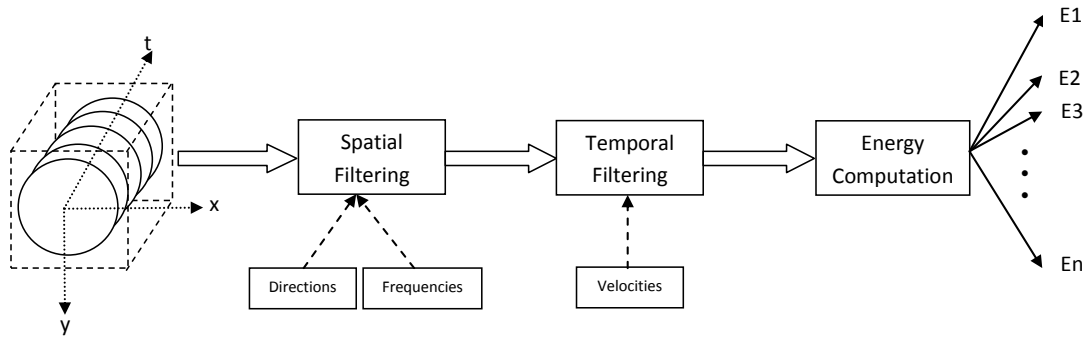 t
x
y
Spatial
Filtering
Directions
Frequencies
Temporal
Filtering
Velocities
Energy
Computation
E1
E2
E3
En